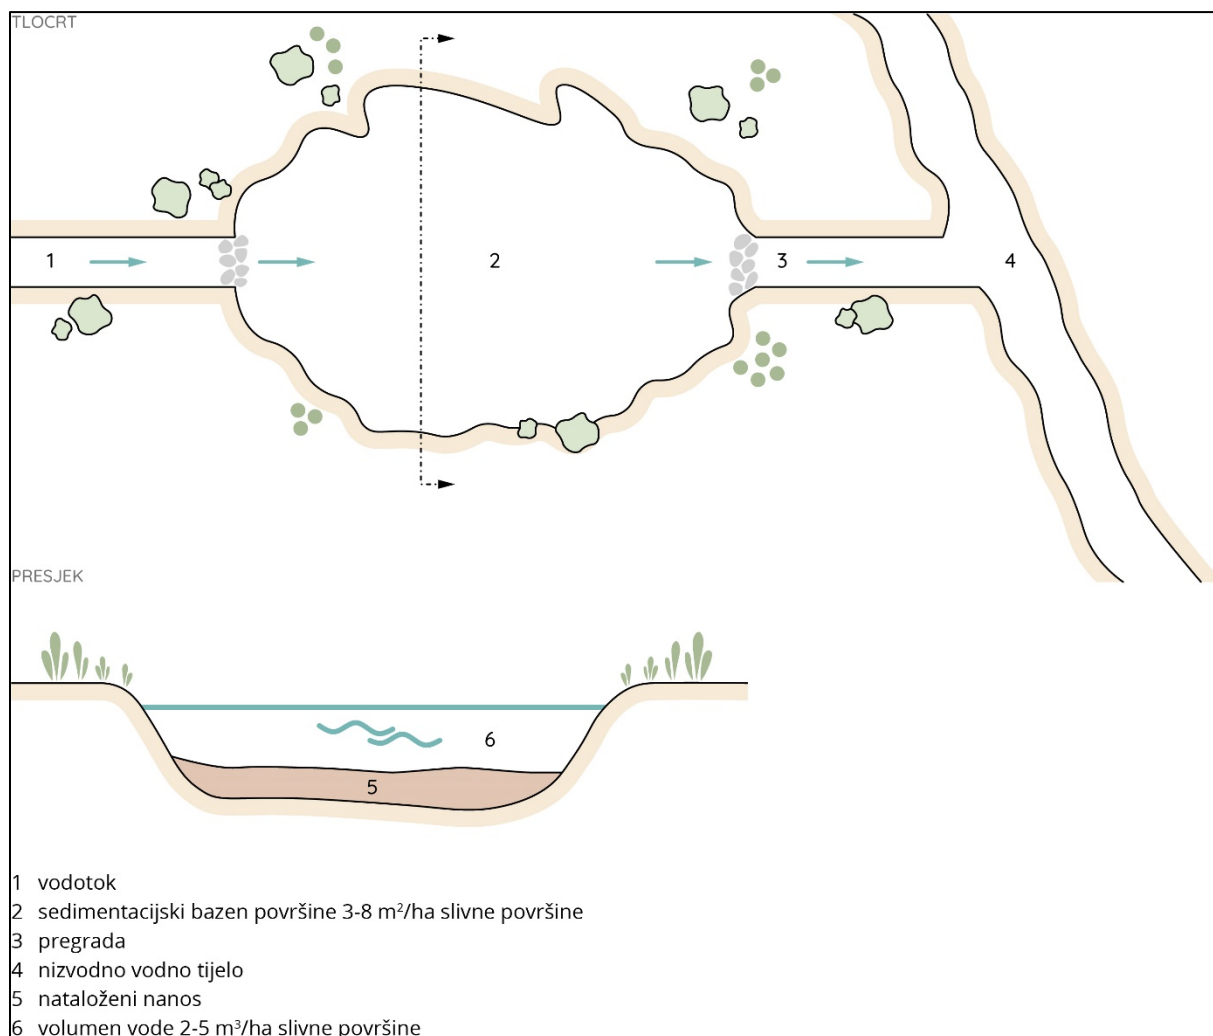 TLOCRT
1
2
3
4
PRESJEK
6
5
1 vodotok
2 sedimentacijski bazen površine 3-8 m²/ha slivne površine
3 pregrada
4 nizvodno vodno tijelo
5 nataloženi nanos
6 volumen vode 2-5 m³/ha slivne površine